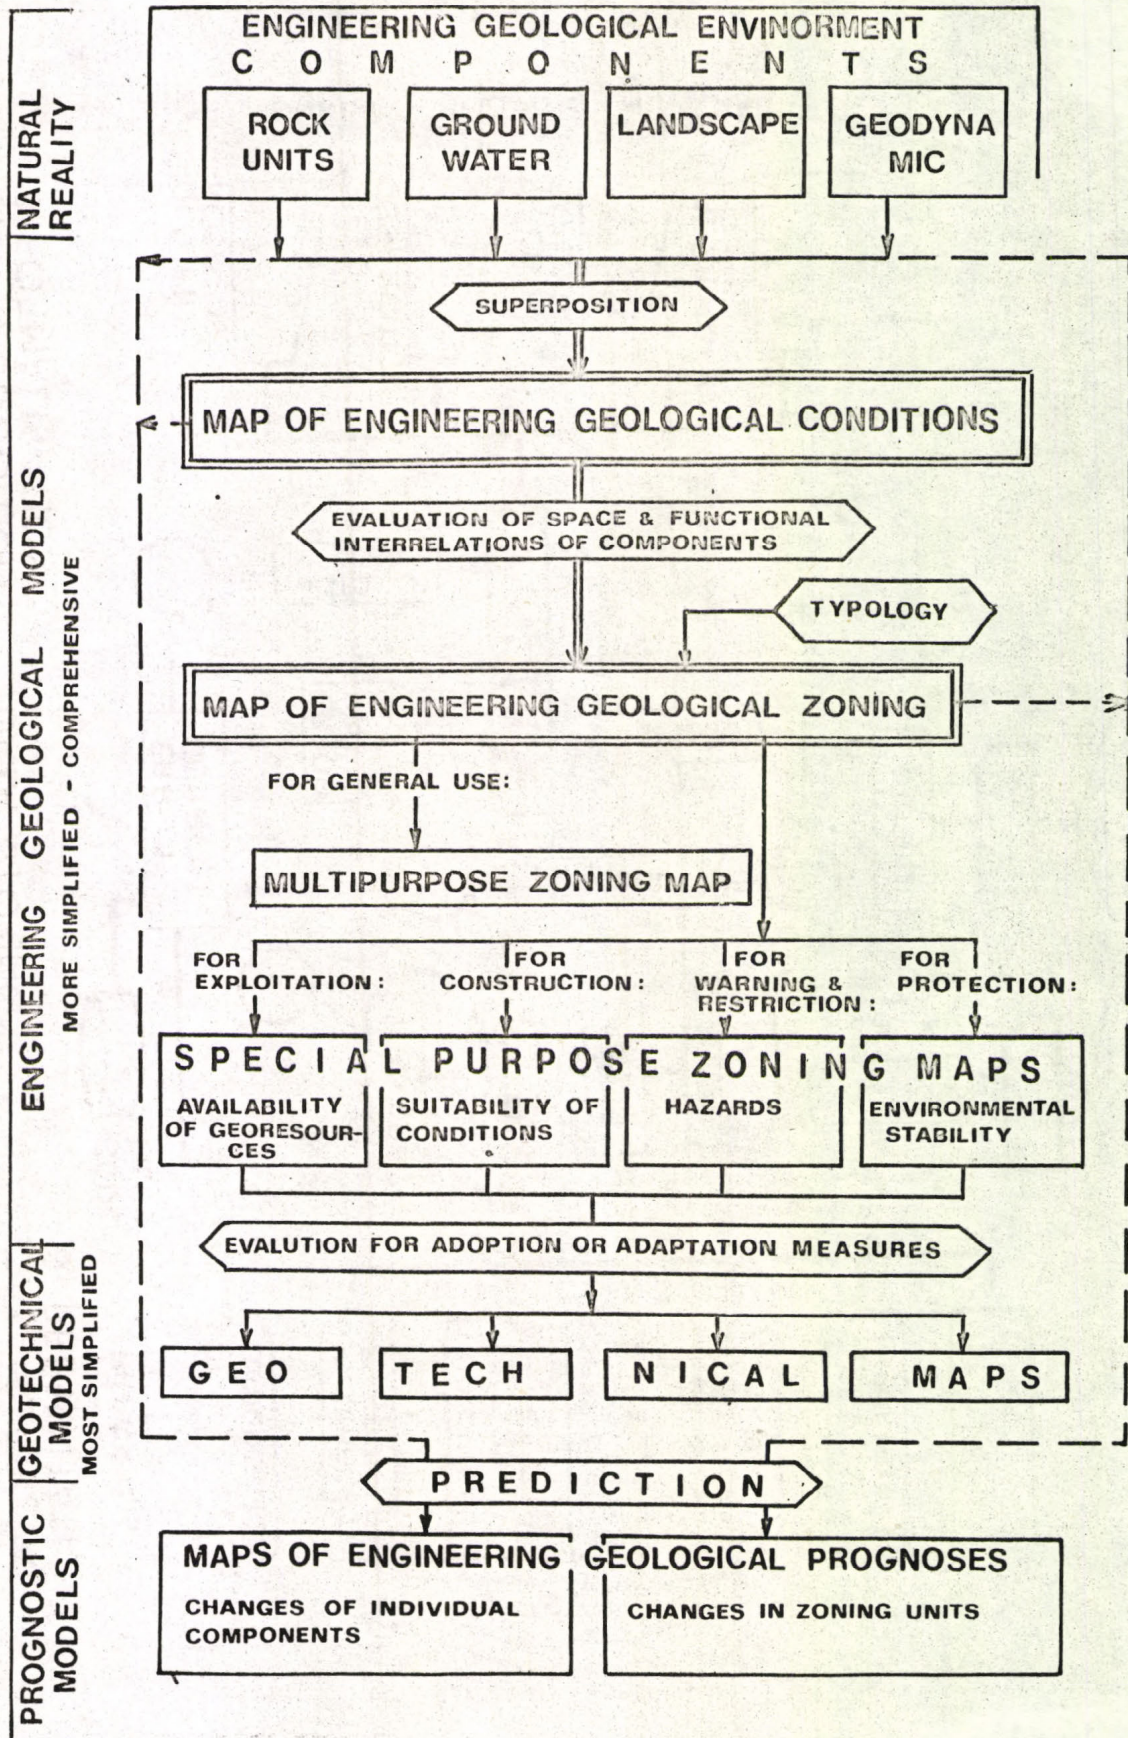 ENGINEERING GEOLOGICAL ENVINORMENT
COMPONENTS
ROCK
UNITS
GROUND
WATER
LANDSCAPE
GEODYNA
MIC
NATURAL
REALITY
SUPERPOSITION
MAP OF ENGINEERING GEOLOGICAL CONDITIONS
EVALUATION OF SPACE & FUNCTIONAL
INTERRELATIONS OF COMPONENTS
TYPOLOGY
MAP OF ENGINEERING GEOLOGICAL ZONING
FOR GENERAL USE:
MULTIPURPOSE ZONING MAP
ENGINEERING GEOLOGICAL MODELS
MORE SIMPLIFIED - COMPREHENSIVE
FOR
EXPLOITATION:
FOR
CONSTRUCTION:
FOR
WARNING &
RESTRICTION:
FOR
PROTECTION:
SPECIAL PURPOSE ZONING MAPS
AVAILABILITY
OF GEORESOUR-
CES
SUITABILITY OF
CONDITIONS
HAZARDS
ENVIRONMENTAL
STABILITY
EVALUTION FOR ADOPTION OR ADAPTATION MEASURES
GEOTECHNICAL
MODELS
MOST SIMPLIFIED
GEO TECH NICAL MAPS
PREDICTION
PROGNOSTIC
MODELS
MAPS OF ENGINEERING GEOLOGICAL PROGNOSES
CHANGES OF INDIVIDUAL
COMPONENTS
CHANGES IN ZONING UNITS